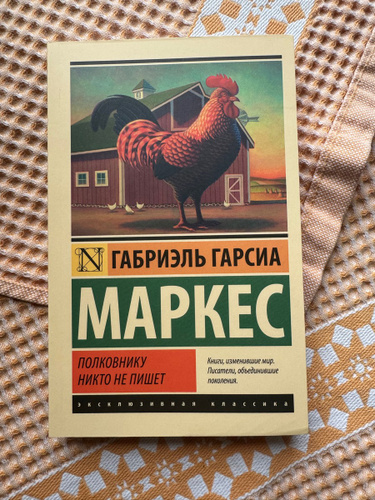 N
ГАБРИЭЛЬ ГАРСИА
МАРКЕС
ПОЛКОВНИКУ
НИКТО НЕ ПИШЕТ
Книги, изменившие мир.
Писатели, объединившие
поколения.
эксклюзивная классика